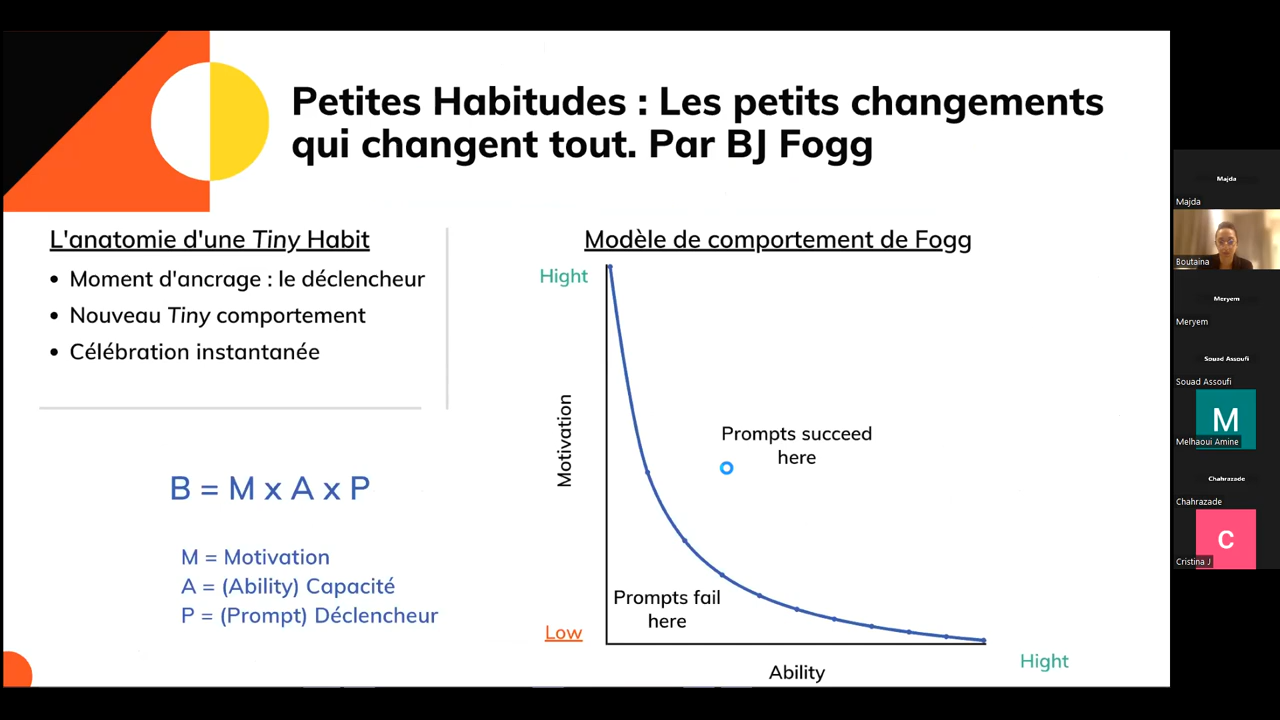 Petites Habitudes : Les petits changements
qui changent tout. Par BJ Fogg
L'anatomie d'une Tiny Habit
• Moment d'ancrage : le déclencheur
• Nouveau Tiny comportement
• Célébration instantanée
B = M x A x P
M = Motivation
A = (Ability) Capacité
P = (Prompt) Déclencheur
Modèle de comportement de Fogg
Hight
Motivation
Prompts succeed
here
Prompts fail
here
Low
Ability
Hight
Majda
Majda
Boutaina
Meryem
Meryem
Souad Assoufi
Souad Assoufi
M
Melhaoui Amine
Chahrazade
Chahrazade
C
Cristina J